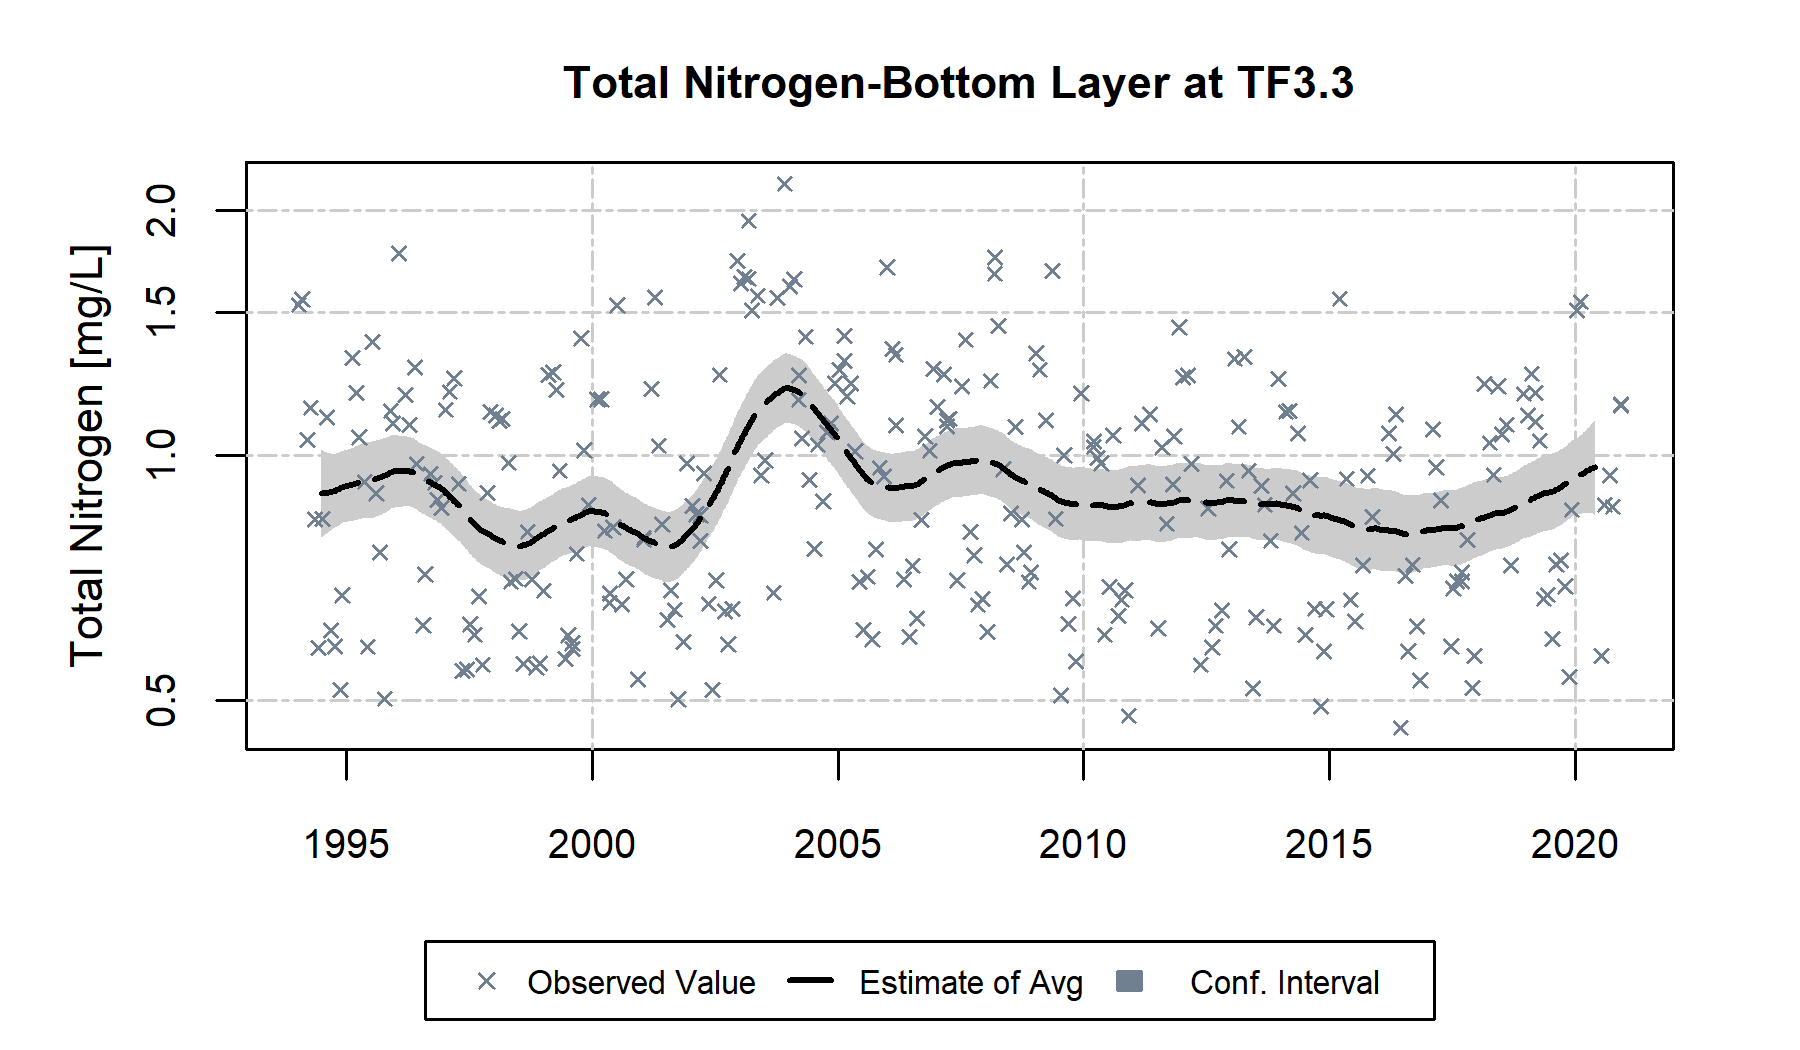 Total Nitrogen-Bottom Layer at TF3.3
Total Nitrogen [mg/L]
2.0
1.5
1.0
0.5
1995 2000 2005 2010 2015 2020
Observed Value Estimate of Avg Conf. Interval